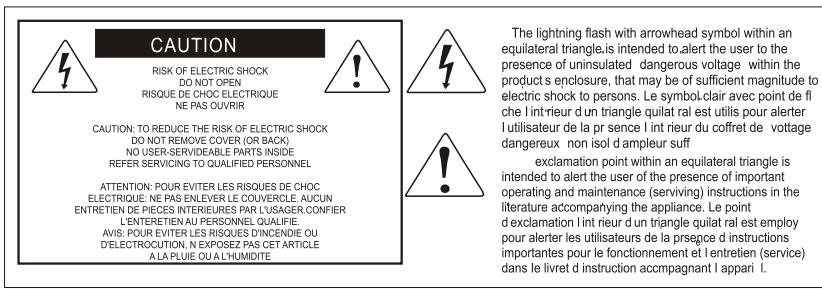 CAUTION
RISK OF ELECTRIC SHOCK
DO NOT OPEN
RISQUE DE CHOC ELECTRIQUE
NE PAS OUVRIR
CAUTION: TO REDUCE THE RISK OF ELECTRIC SHOCK
DO NOT REMOVE COVER (OR BACK)
NO USER-SERVIDEABLE PARTS INSIDE
REFER SERVICING TO QUALIFIED PERSONNEL
ATTENTION: POUR EVITER LES RISQUES DE CHOC
ELECTRIQUE: NE PAS ENLEVER LE COUVERCLE. AUCUN
ENTRETIEN DE PIECES INTERIEURES PAR L'USAGER.CONFIER
L'ENTERETIEN AU PERSONNEL QUALIFIE.
AVIS: POUR EVITER LES RISQUES D'INCENDIE OU
D'ELECTROCUTION, N EXPOSEZ PAS CET ARTICLE
A LA PLUIE OU A L'HUMIDITE
The lightning flash with arrowhead symbol within an
equilateral triangle, is intended to alert the user to the
presence of uninsulated dangerous voltage within the
product s enclosure, that may be of sufficient magnitude to
electric shock to persons. Le symbol clair avec point de fl
che l int rieur d un triangle quilat ral est utilis pour alerter
l utilisateur de la pr sence l int rieur du coffret de vottage
dangereux non isol d ampleur suff
exclamation point within an equilateral triangle is
intended to alert the user of the presence of important
operating and maintenance (serviving) instructions in the
literature accompanying the appliance. Le point
d exclamation l int rieur d un triangle quilat ral est employ
pour alerter les utilisateurs de la prsence d instructions
importantes pour le fonctionnement et l entretien (service)
dans le livret d instruction accmpagnant l appari l.